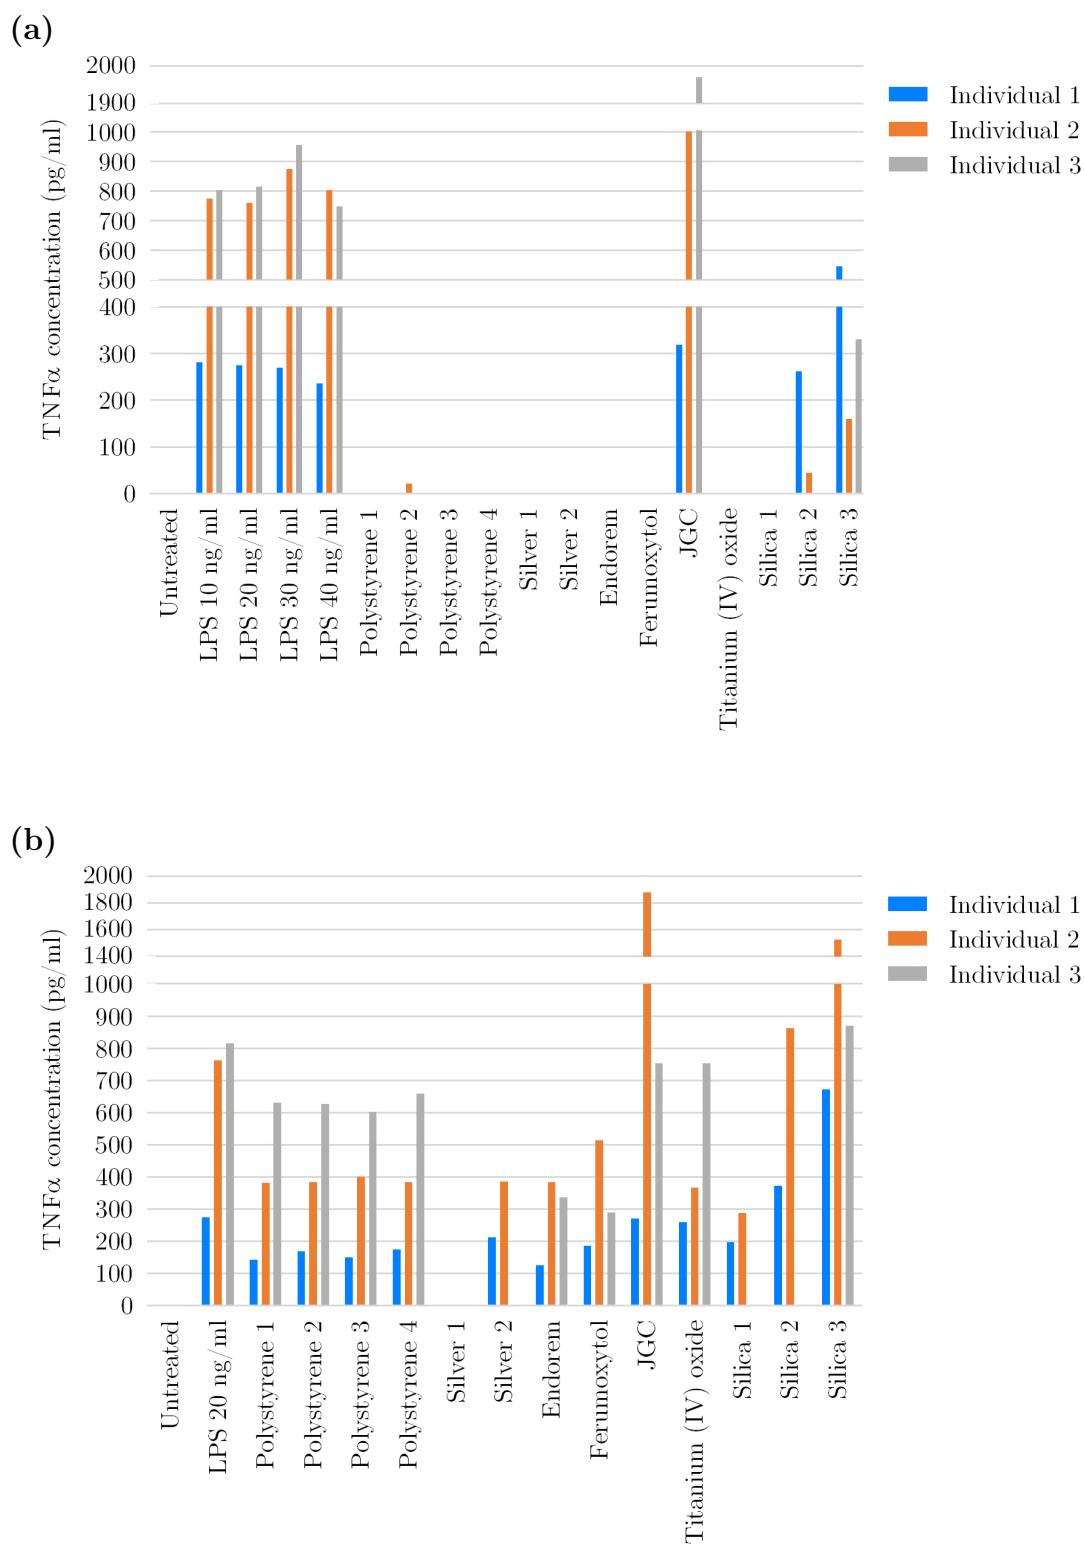 (a)
TNFα concentration (pg/ml)
2000
1900
1000
900
800
700
600
500
400
300
200
100
0
Untreated
LPS 10 ng/ml
LPS 20 ng/ml
LPS 30 ng/ml
LPS 40 ng/ml
Polystyrene 1
Polystyrene 2
Polystyrene 3
Polystyrene 4
Silver 1
Silver 2
Endorem
Ferumoxytol
JGC
Titanium (IV) oxide
Silica 1
Silica 2
Silica 3
Individual 1
Individual 2
Individual 3
(b)
TNFα concentration (pg/ml)
2000
1800
1600
1400
1000
900
800
700
600
500
400
300
200
100
0
Untreated
LPS 20 ng/ml
Polystyrene 1
Polystyrene 2
Polystyrene 3
Polystyrene 4
Silver 1
Silver 2
Endorem
Ferumoxytol
JGC
Titanium (IV) oxide
Silica 1
Silica 2
Silica 3
Individual 1
Individual 2
Individual 3